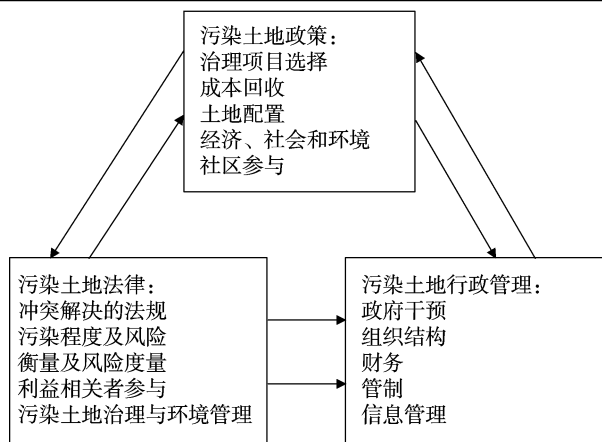 污染土地政策：
治理项目选择
成本回收
土地配置
经济、社会和环境
社区参与
污染土地法律：
冲突解决的法规
污染程度及风险
衡量及风险度量
利益相关者参与
污染土地治理与环境管理
污染土地行政管理：
政府干预
组织结构
财务
管制
信息管理